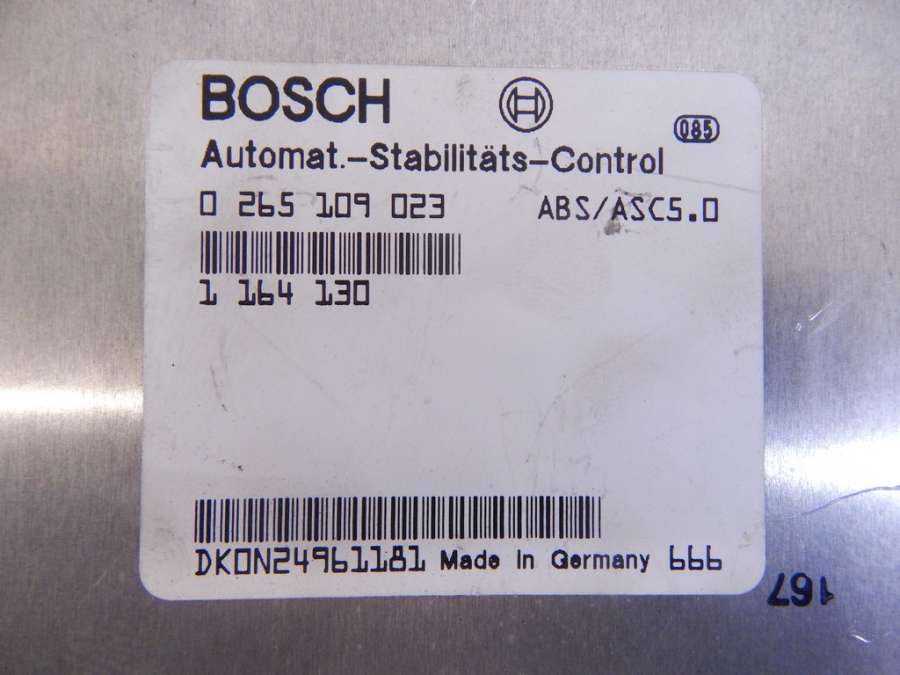 BOSCH
085
Automat.-Stabilitäts-Control
0 265 109 023 ABS/ASC5.0
1 164 130
DK0N24961181 Made in Germany 666
167